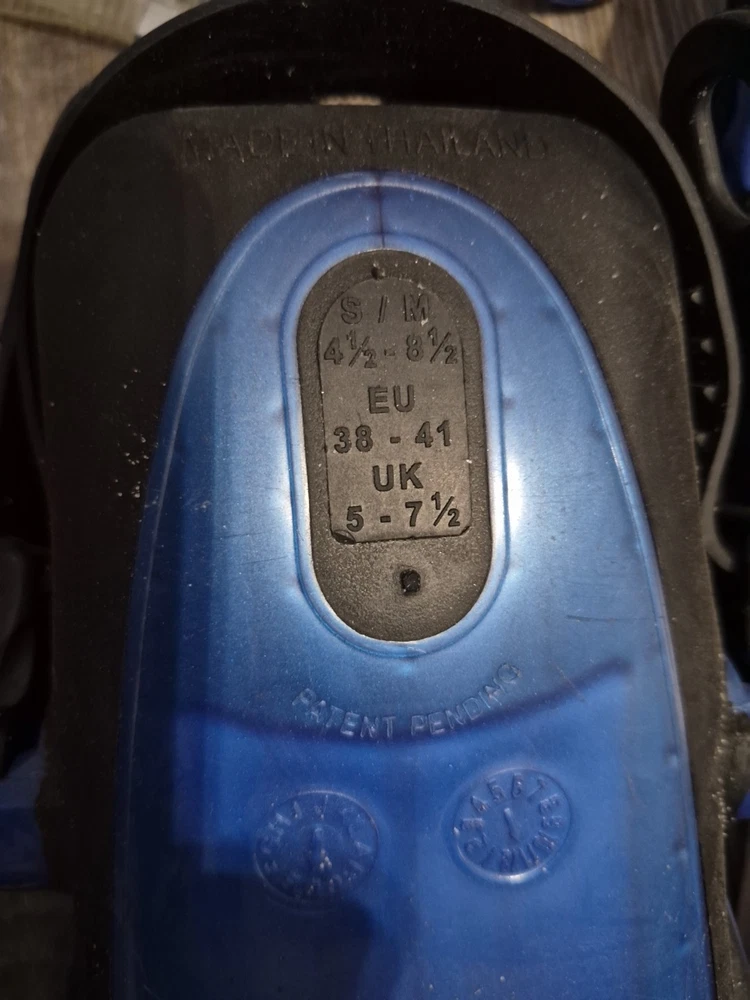 MADE IN THAILAND
S / M
4½ - 8½
EU
38 - 41
UK
5 - 7½
PATENT PENDING